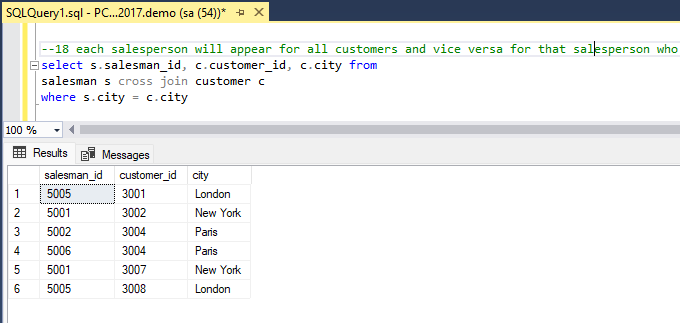 SQLQuery1.sql - PC...2017.demo (sa (54))*
--18 each salesperson will appear for all customers and vice versa for that salesperson who
select s.salesman_id, c.customer_id, c.city from
salesman s cross join customer c
where s.city = c.city
100 %
Results Messages
salesman_id customer_id city
1 5005 3001 London
2 5001 3002 New York
3 5002 3004 Paris
4 5006 3004 Paris
5 5001 3007 New York
6 5005 3008 London